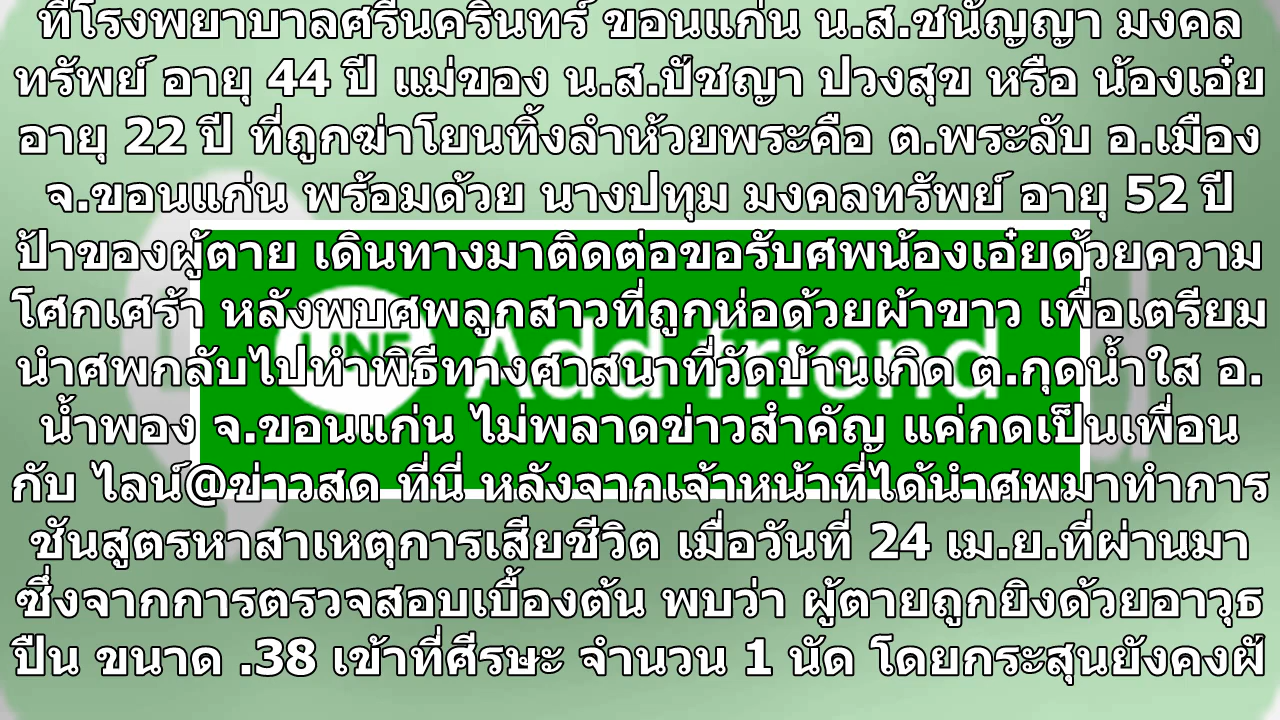 ที่โรงพยาบาลศรีนครินทร์ ขอนแก่น น.ส.ชนัญญา มงคล
ทรัพย์ อายุ 44 ปี แม่ของ น.ส.ปัชญา ปวงสุข หรือ น้องเอ๋ย
อายุ 22 ปี ที่ถูกฆ่าโยนทิ้งลำห้วยพระคือ ต.พระลับ อ.เมือง
จ.ขอนแก่น พร้อมด้วย นางปทุม มงคลทรัพย์ อายุ 52 ปี
ป้าของผู้ตาย เดินทางมาติดต่อขอรับศพน้องเอ๋ยด้วยความ
โศกเศร้า หลังพบศพลูกสาวที่ถูกห่อด้วยผ้าขาว เพื่อเตรียม
นำศพกลับไปทำพิธีทางศาสนาที่วัดบ้านเกิด ต.กุดน้ำใส อ.
น้ำพอง จ.ขอนแก่น ไม่พลาดข่าวสำคัญ แค่กดเป็นเพื่อน
กับ ไลน์@ข่าวสด ที่นี่ หลังจากเจ้าหน้าที่ได้นำศพมาทำการ
ชันสูตรหาสาเหตุการเสียชีวิต เมื่อวันที่ 24 เม.ย.ที่ผ่านมา
ซึ่งจากการตรวจสอบเบื้องต้น พบว่า ผู้ตายถูกยิงด้วยอาวุธ
ปืน ขนาด .38 เข้าที่ศีรษะ จำนวน 1 นัด โดยกระสุนยังคงฝั
LINE Add friend